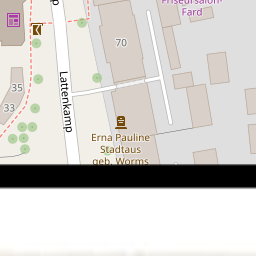 Friseursalon-
Fard
70
35
33
Lattenkamp
Erna Pauline
Stadtaus
geb. Worms